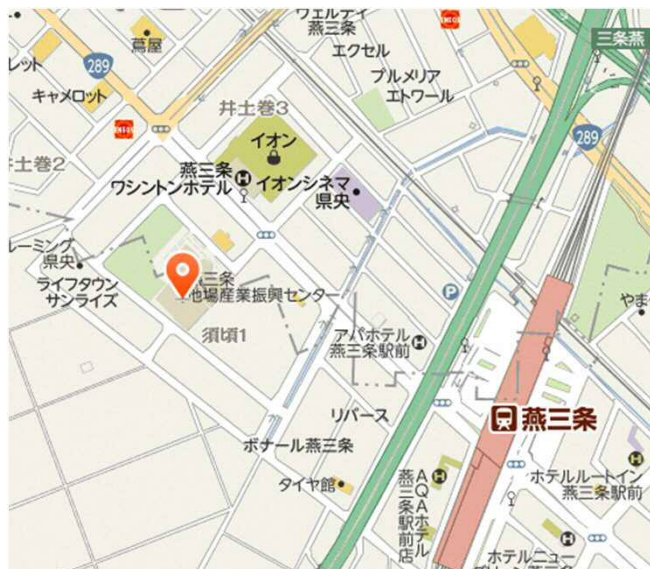 ウェルディ
燕三条
蔦屋
エクセル
三条燕
レット
289
プルメリア
エトワール
キャメロット
ENEOS
井土巻3
289
イオン
井土巻2
燕三条
ワシントンホテル
H
イオンシネマ
県央
ルーミング
県央
ライフタウン
サンライズ
三条
地場産業振興センター
P
やま
須頃1
アパホテル
燕三条駅前
H
リバース
燕三条
ボナール燕三条
タイヤ館
AQAホテル
燕三条駅前店
H
ホテルルートイン
燕三条駅前
H
ホテルニュー
H